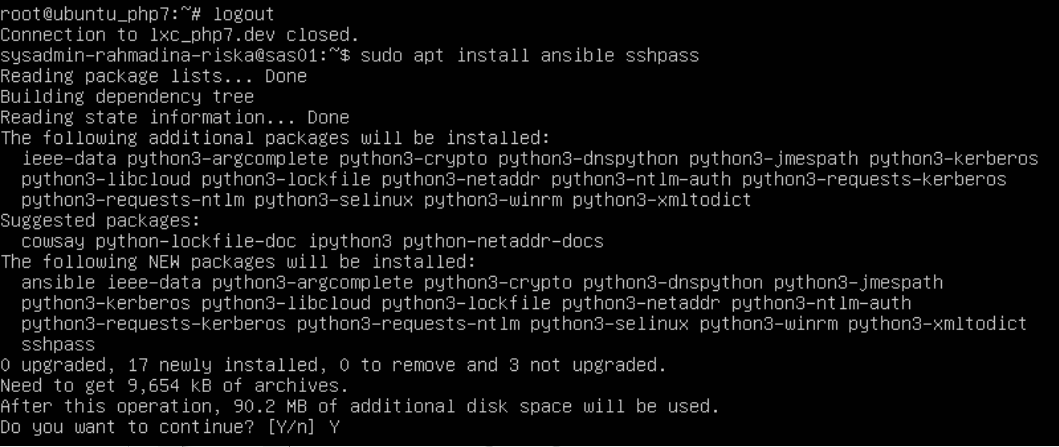 root@ubuntu_php7:~# logout
Connection to lxc_php7.dev closed.
sysadmin-rahmadina-riska@sas01:~$ sudo apt install ansible sshpass
Reading package lists... Done
Building dependency tree
Reading state information... Done
The following additional packages will be installed:
  ieee-data python3-argcomplete python3-crypto python3-dnspython python3-jmespath python3-kerberos
  python3-libcloud python3-lockfile python3-netaddr python3-ntlm-auth python3-requests-kerberos
  python3-requests-ntlm python3-selinux python3-winrm python3-xmltodict
Suggested packages:
  cowsay python-lockfile-doc ipython3 python-netaddr-docs
The following NEW packages will be installed:
  ansible ieee-data python3-argcomplete python3-crypto python3-dnspython python3-jmespath
  python3-kerberos python3-libcloud python3-lockfile python3-netaddr python3-ntlm-auth
  python3-requests-kerberos python3-requests-ntlm python3-selinux python3-winrm python3-xmltodict
  sshpass
0 upgraded, 17 newly installed, 0 to remove and 3 not upgraded.
Need to get 9,654 kB of archives.
After this operation, 90.2 MB of additional disk space will be used.
Do you want to continue? [Y/n] Y